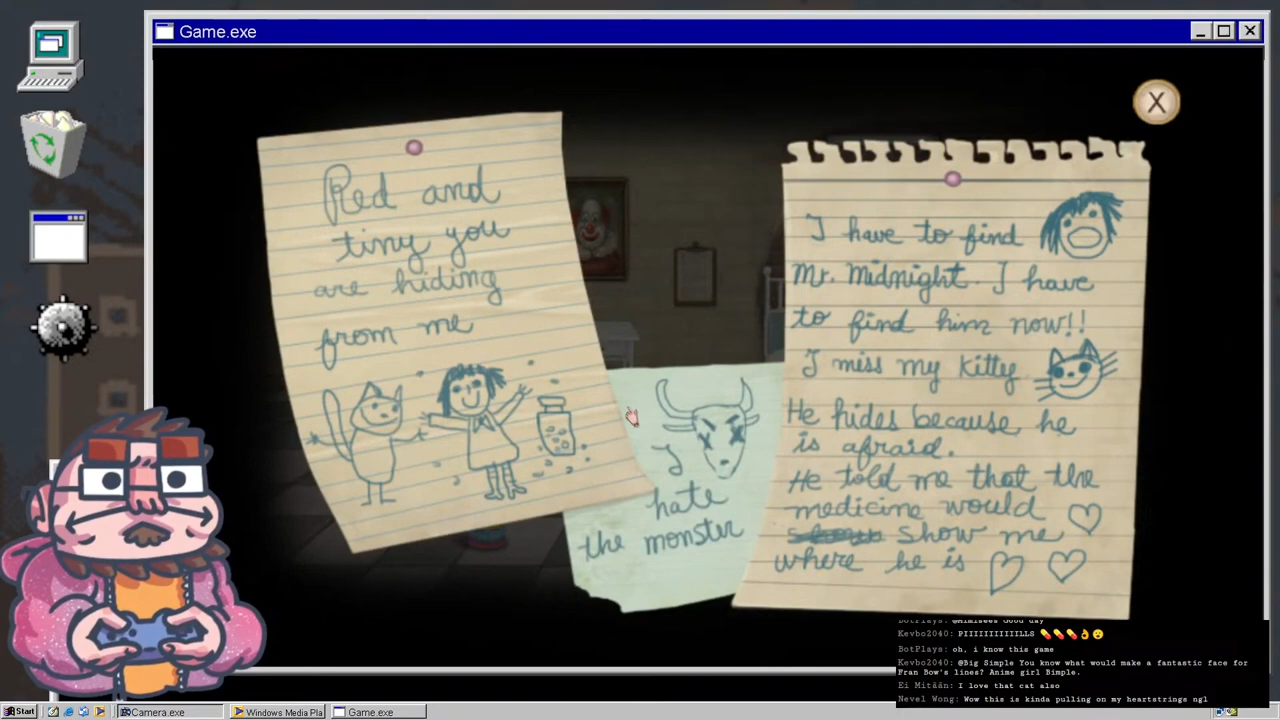 Game.exe
X
Red and
tiny you
are hiding
from me
I
hate
the monster
I have to find
Mr. Midnight. I have
to find him now!!
I miss my Kitty
He hides because he
is afraid.
He told me that the
medicine would
show me
where he is
BotPlays: @Mimisees Good day
Kevbo2040: PIIIIIIIIIIILLS 💊💊💊👌😮
BotPlays: oh, i know this game
Kevbo2040: @Big Simple You know what would make a fantastic face for
Fran Bow's lines? Anime girl Bimple.
Ei Mitään: I love that cat also
Nevel Wong: Wow this is kinda pulling on my heartstrings ngl
Start
Camera.exe
Windows Media Pla
Game.exe